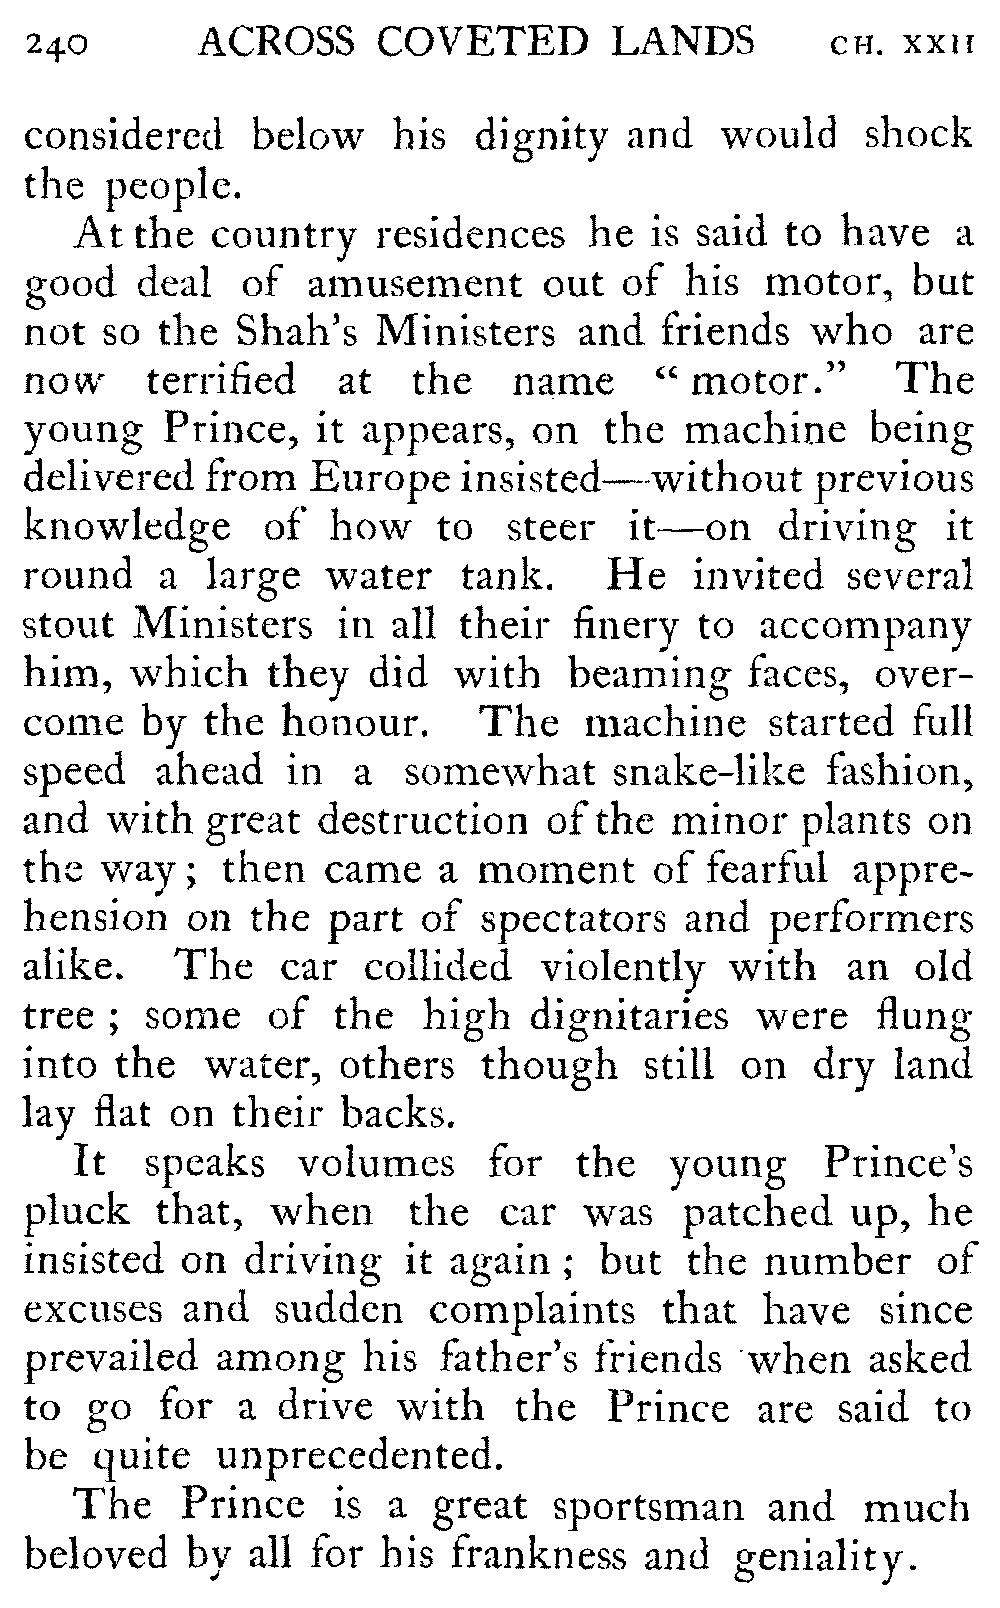 240 ACROSS COVETED LANDS CH. XXII
considered below his dignity and would shock
the people.
At the country residences he is said to have a
good deal of amusement out of his motor, but
not so the Shah's Ministers and friends who are
now terrified at the name “ motor.” The
young Prince, it appears, on the machine being
delivered from Europe insisted—without previous
knowledge of how to steer it—on driving it
round a large water tank. He invited several
stout Ministers in all their finery to accompany
him, which they did with beaming faces, over-
come by the honour. The machine started full
speed ahead in a somewhat snake-like fashion,
and with great destruction of the minor plants on
the way ; then came a moment of fearful appre-
hension on the part of spectators and performers
alike. The car collided violently with an old
tree ; some of the high dignitaries were flung
into the water, others though still on dry land
lay flat on their backs.
It speaks volumes for the young Prince's
pluck that, when the car was patched up, he
insisted on driving it again ; but the number of
excuses and sudden complaints that have since
prevailed among his father's friends when asked
to go for a drive with the Prince are said to
be quite unprecedented.
The Prince is a great sportsman and much
beloved by all for his frankness and geniality.